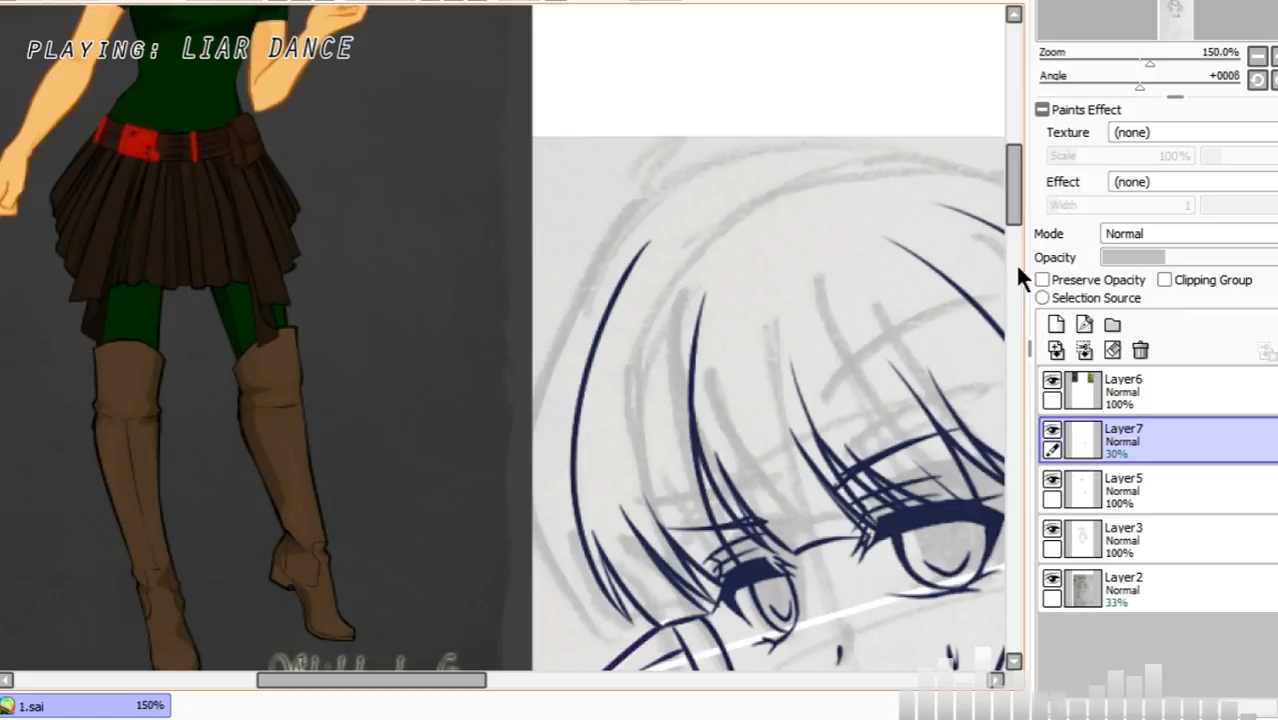 PLAYING: LIAR DANCE
Zoom 150.0%
Angle +0008
Paints Effect
Texture (none)
Scale 100%
Effect (none)
Width 1
Mode Normal
Opacity
Preserve Opacity Clipping Group
Selection Source
Layer6
Normal
100%
Layer7
Normal
30%
Layer5
Normal
100%
Layer3
Normal
100%
Layer2
Normal
33%
1.sai 150%